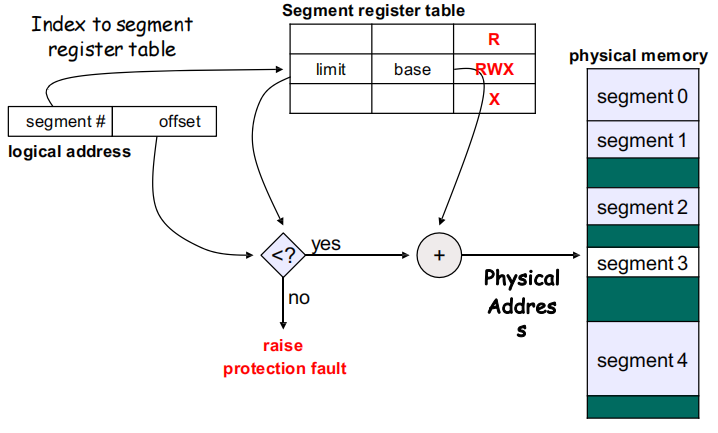 Segment register table
Index to segment
register table
R
limit base RWX
X
segment # offset
logical address
<?
yes
no
raise
protection fault
+
Physical
Addres
s
physical memory
segment 0
segment 1
segment 2
segment 3
segment 4